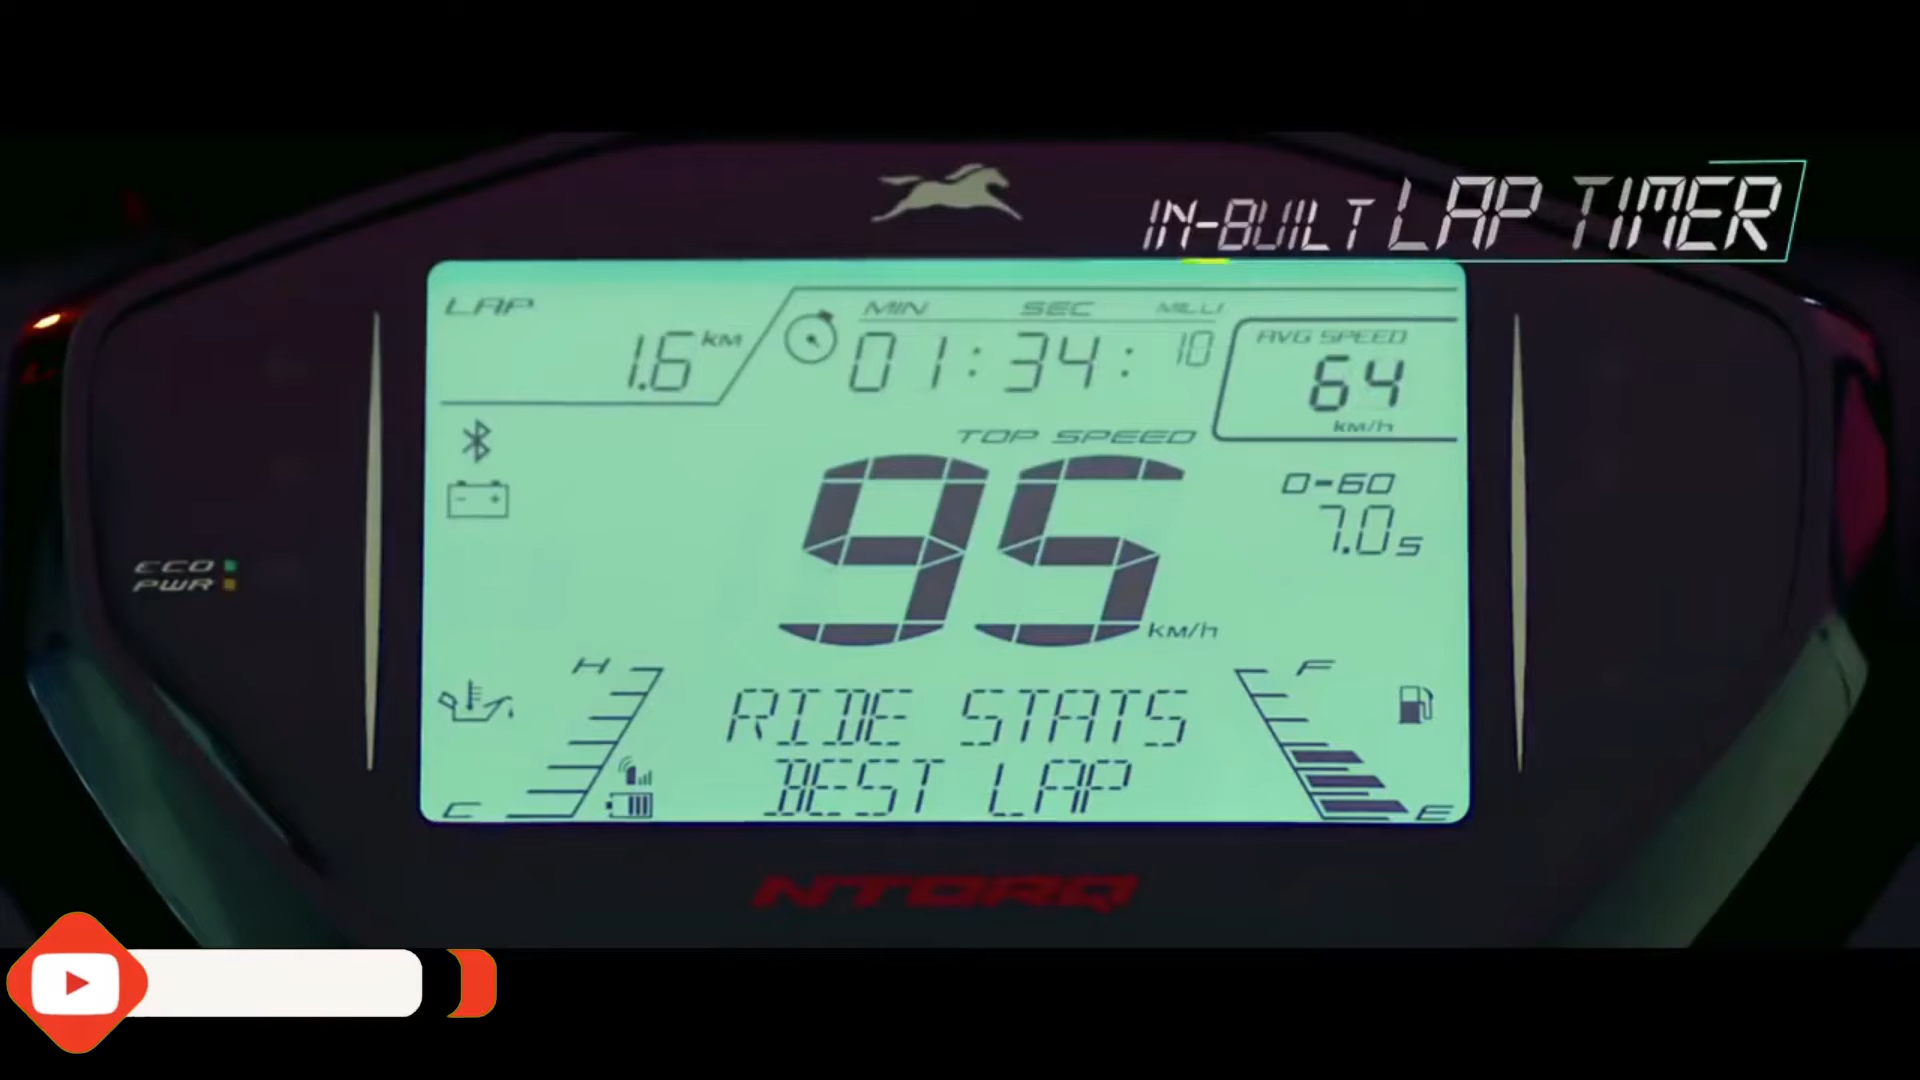 IN-BUILT LAP TIMER
LAP
1.6 KM
MIN SEC MILLI
01:34:10
AVG SPEED
64
km/h
TOP SPEED
95 km/h
0-60
7.0s
ECO
PWR
H
C
F
E
RIDE STATS
BEST LAP
NTORQ